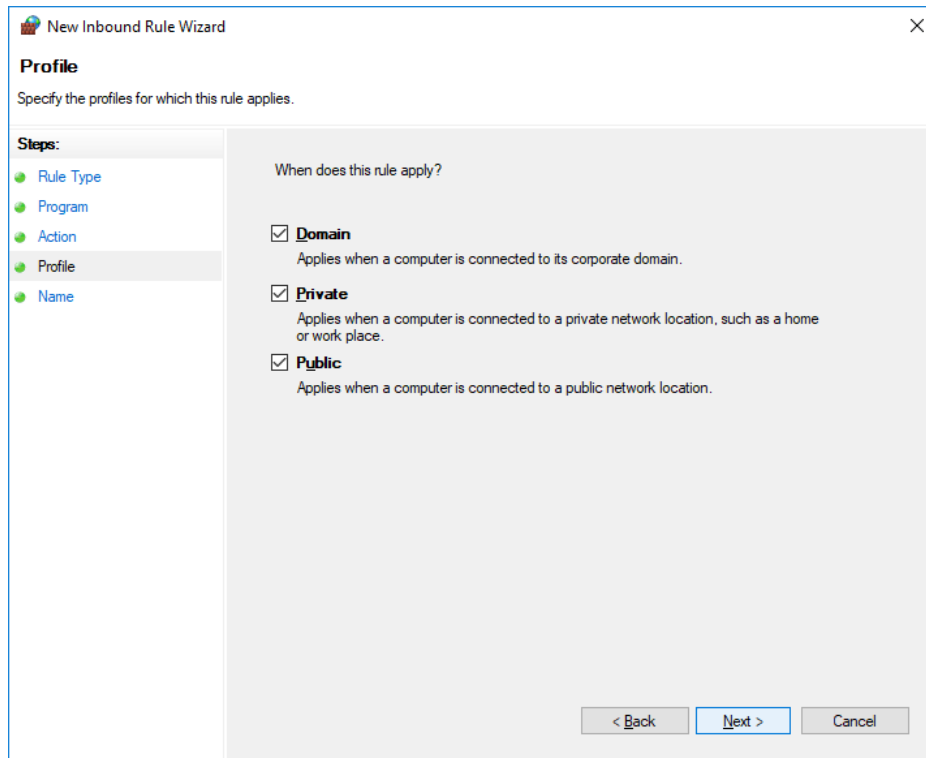 New Inbound Rule Wizard
Profile
Specify the profiles for which this rule applies.
Steps:
Rule Type
Program
Action
Profile
Name
When does this rule apply?
Domain
Applies when a computer is connected to its corporate domain.
Private
Applies when a computer is connected to a private network location, such as a home
or work place.
Public
Applies when a computer is connected to a public network location.
< Back
Next >
Cancel